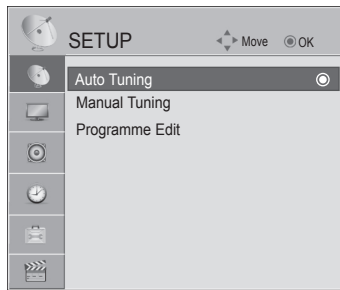 SETUP
Move OK
Auto Tuning
Manual Tuning
Programme Edit